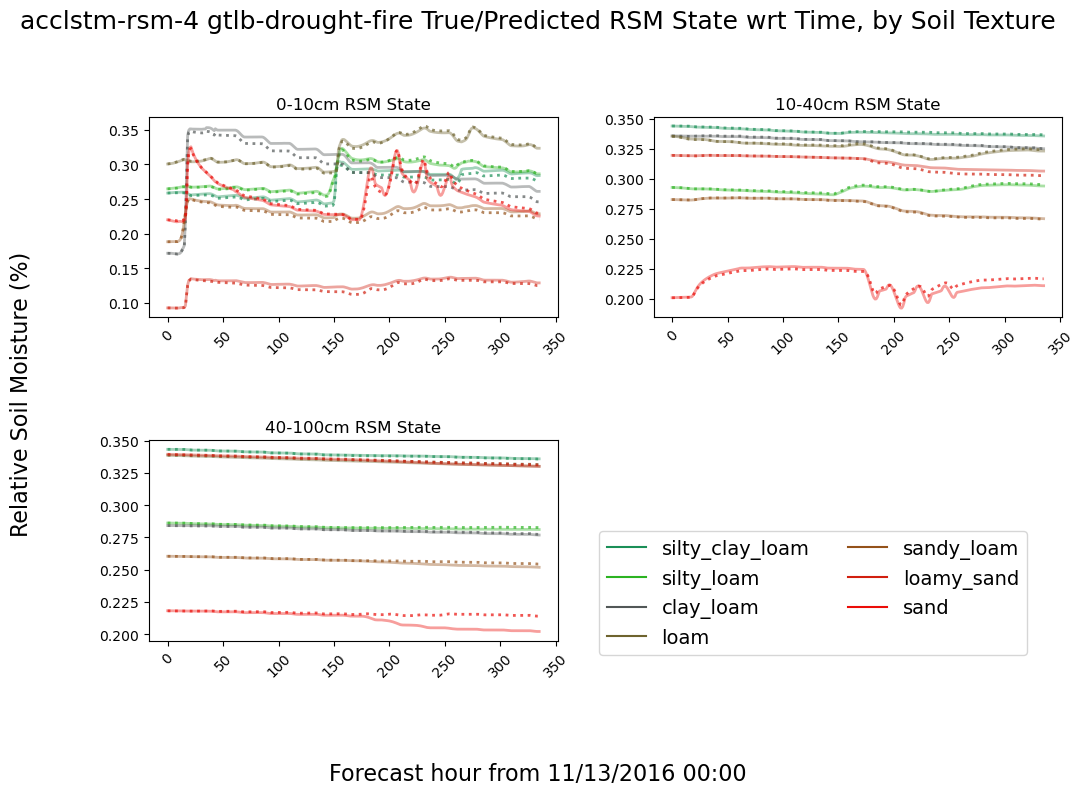 acclstm-rsm-4 gtlb-drought-fire True/Predicted RSM State wrt Time, by Soil Texture
Relative Soil Moisture (%)
0-10cm RSM State
0.35
0.30
0.25
0.20
0.15
0.10
0 50 100 150 200 250 300 350
10-40cm RSM State
0.350
0.325
0.300
0.275
0.250
0.225
0.200
0 50 100 150 200 250 300 350
40-100cm RSM State
0.350
0.325
0.300
0.275
0.250
0.225
0.200
0 50 100 150 200 250 300 350
silty_clay_loam
silty_loam
clay_loam
loam
sandy_loam
loamy_sand
sand
Forecast hour from 11/13/2016 00:00